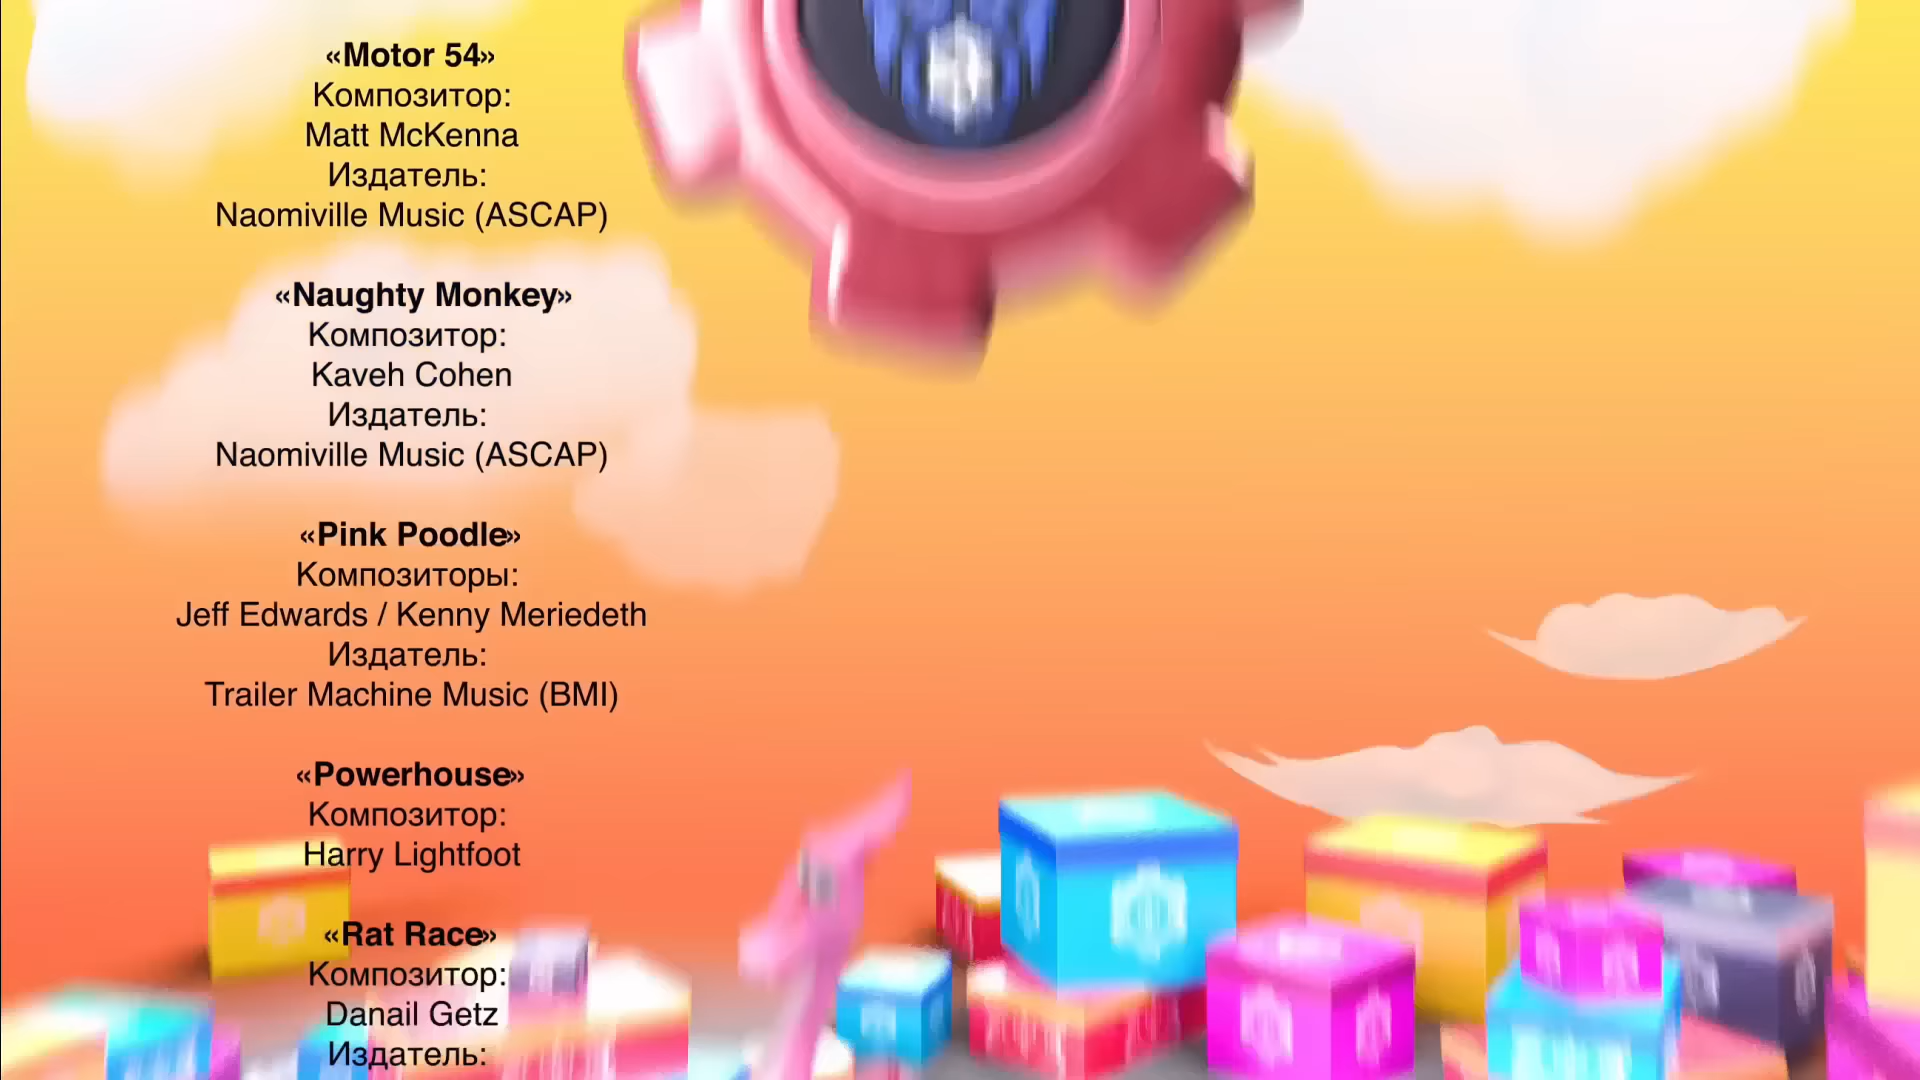 «Motor 54»
Композитор:
Matt McKenna
Издатель:
Naomiville Music (ASCAP)
«Naughty Monkey»
Композитор:
Kaveh Cohen
Издатель:
Naomiville Music (ASCAP)
«Pink Poodle»
Композиторы:
Jeff Edwards / Kenny Meriedeth
Издатель:
Trailer Machine Music (BMI)
«Powerhouse»
Композитор:
Harry Lightfoot
«Rat Race»
Композитор:
Danail Getz
Издатель: